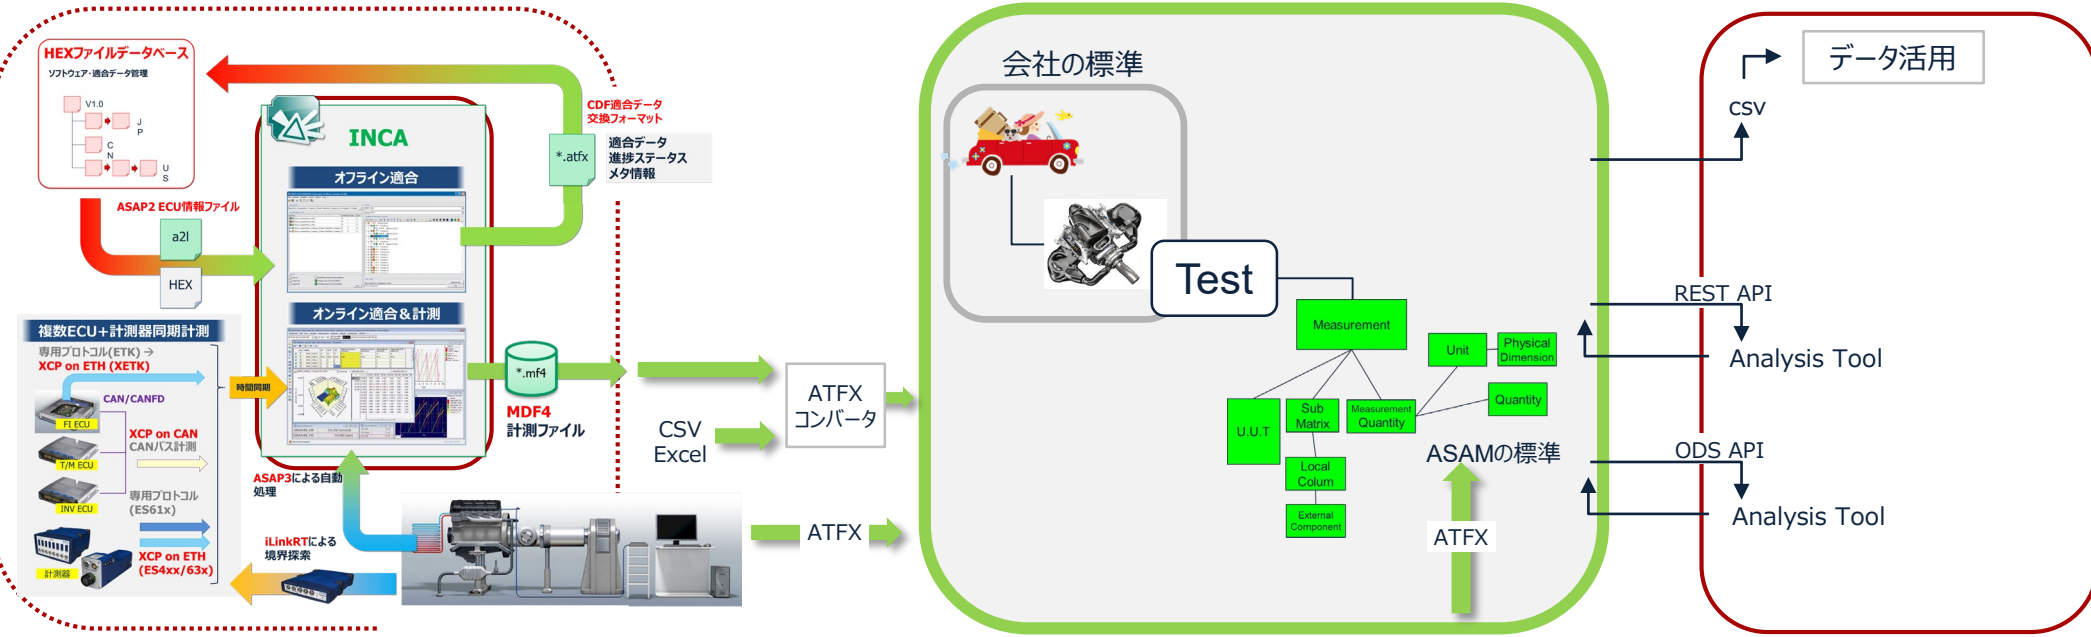 HEXファイルデータベース
ソフトウェア・適合データ管理
V1.0
J
P
C
N
U
S
ASAP2 ECU情報ファイル
a2l
HEX
INCA
オフライン適合
オンライン適合＆計測
CDF適合データ
交換フォーマット
*.atfx
適合データ
進捗ステータス
メタ情報
複数ECU+計測器同期計測
専用プロトコル(ETK) →
XCP on ETH (XETK)
時間同期
CAN/CANFD
FI ECU
XCP on CAN
CANバス計測
T/M ECU
専用プロトコル
(ES61x)
INV ECU
XCP on ETH
(ES4xx/63x)
計測器
*.mf4
MDF4
計測ファイル
ASAP3による自動
処理
iLinkRTによる
境界探索
CSV
Excel
ATFX
コンバータ
ATFX
会社の標準
Test
Measurement
Unit
Physical
Dimension
Quantity
U.U.T
Sub
Matrix
Measurement
Quantity
Local
Colum
External
Component
ASAMの標準
ATFX
データ活用
CSV
REST API
Analysis Tool
ODS API
Analysis Tool